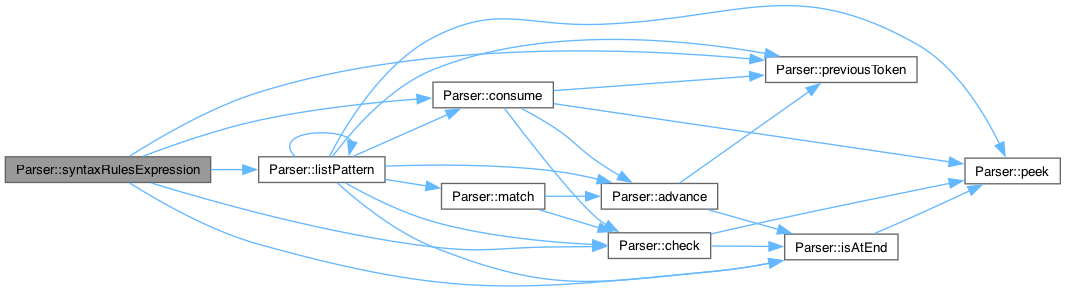 Parser::syntaxRulesExpression
Parser::listPattern
Parser::consume
Parser::match
Parser::advance
Parser::check
Parser::previousToken
Parser::isAtEnd
Parser::peek